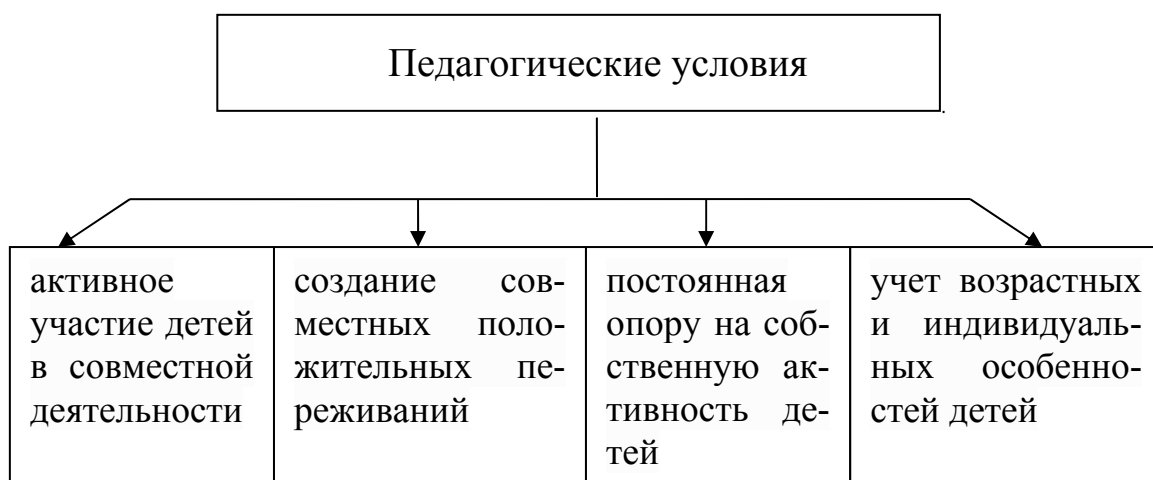 Педагогические условия
активное
участие детей
в совместной
деятельности
создание сов-
местных поло-
жительных пе-
реживаний
постоянная
опору на соб-
ственную ак-
тивность де-
тей
учет возрастных
и индивидуаль-
ных особенно-
стей детей